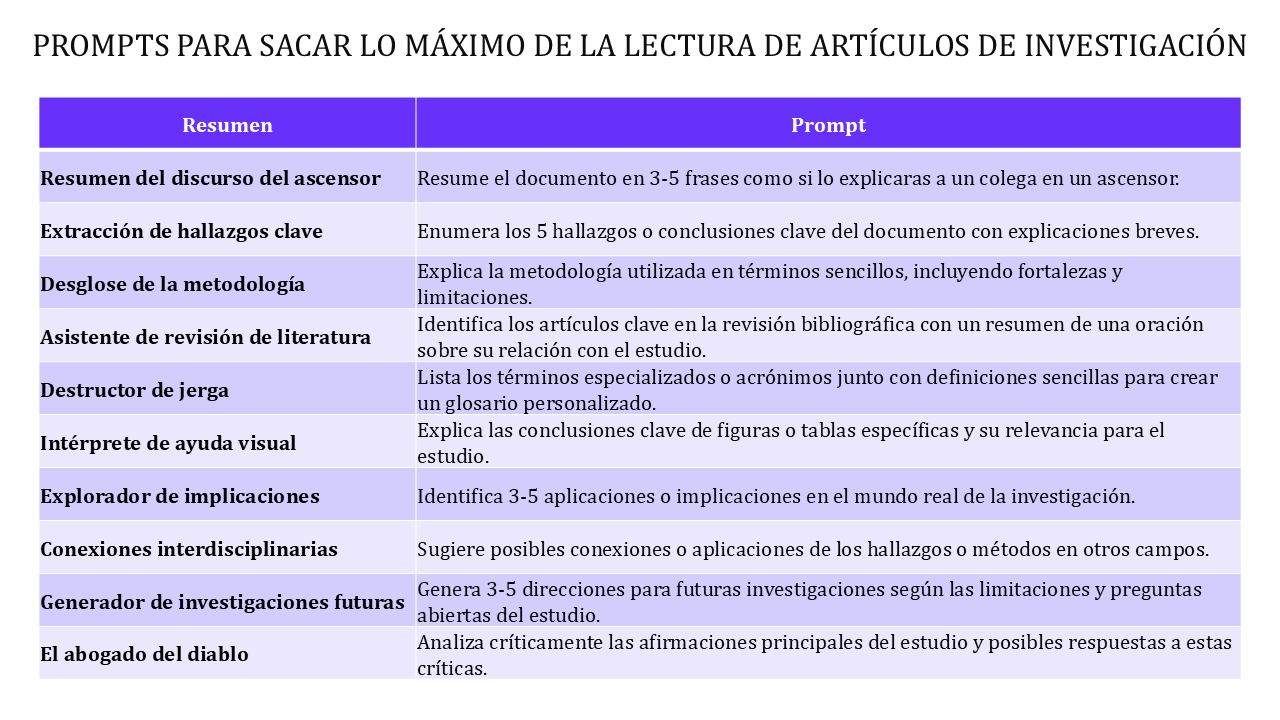 PROMPTS PARA SACAR LO MÁXIMO DE LA LECTURA DE ARTÍCULOS DE INVESTIGACIÓN
Resumen
Prompt
Resumen del discurso del ascensor
Resume el documento en 3-5 frases como si lo explicaras a un colega en un ascensor.
Extracción de hallazgos clave
Enumera los 5 hallazgos o conclusiones clave del documento con explicaciones breves.
Desglose de la metodología
Explica la metodología utilizada en términos sencillos, incluyendo fortalezas y
limitaciones.
Asistente de revisión de literatura
Identifica los artículos clave en la revisión bibliográfica con un resumen de una oración
sobre su relación con el estudio.
Destructor de jerga
Lista los términos especializados o acrónimos junto con definiciones sencillas para crear
un glosario personalizado.
Intérprete de ayuda visual
Explica las conclusiones clave de figuras o tablas específicas y su relevancia para el
estudio.
Explorador de implicaciones
Identifica 3-5 aplicaciones o implicaciones en el mundo real de la investigación.
Conexiones interdisciplinarias
Sugiere posibles conexiones o aplicaciones de los hallazgos o métodos en otros campos.
Generador de investigaciones futuras
Genera 3-5 direcciones para futuras investigaciones según las limitaciones y preguntas
abiertas del estudio.
El abogado del diablo
Analiza críticamente las afirmaciones principales del estudio y posibles respuestas a estas
críticas.